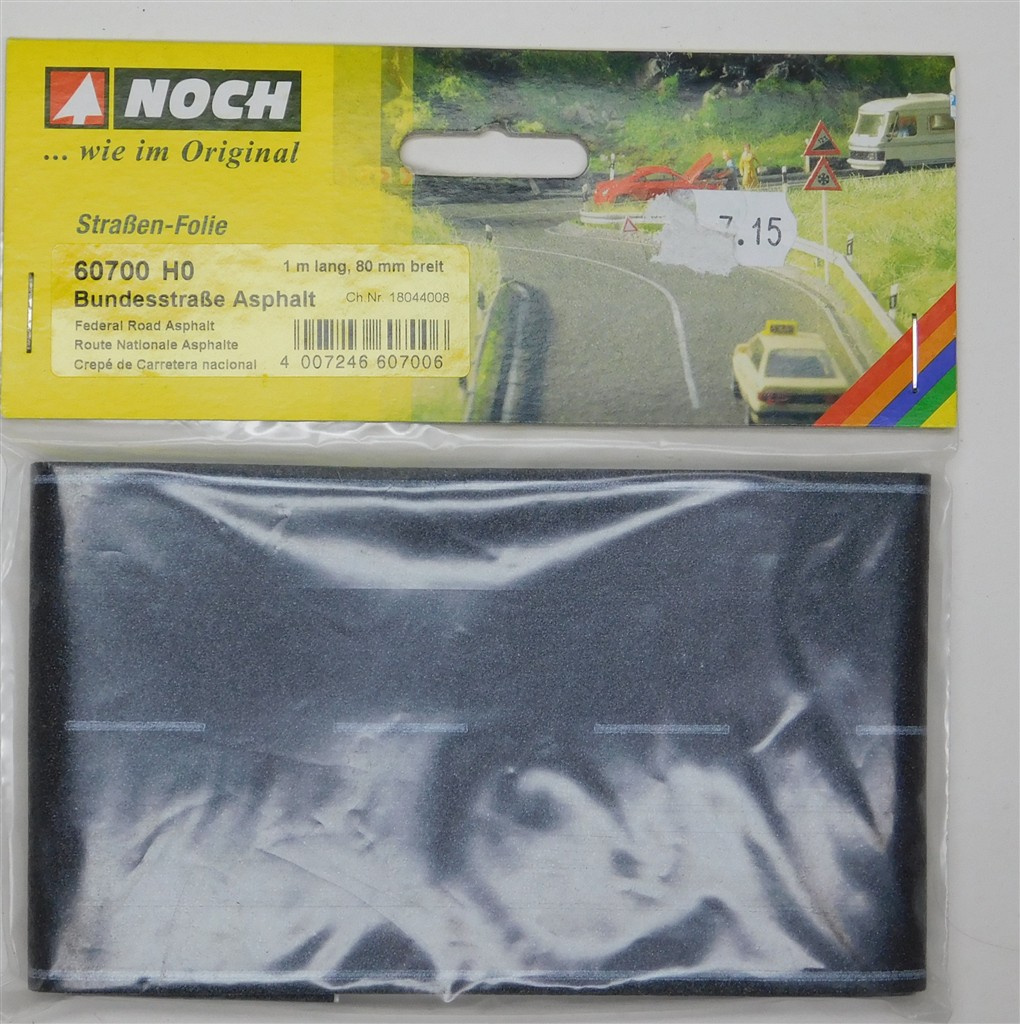 NOCH
... wie im Original
Straßen-Folie
60700 H0
1 m lang, 80 mm breit
Bundesstraße Asphalt
Ch Nr. 18044008
Federal Road Asphalt
Route Nationale Asphalte
Crepé de Carretera nacional
4 007246 607006
7.15